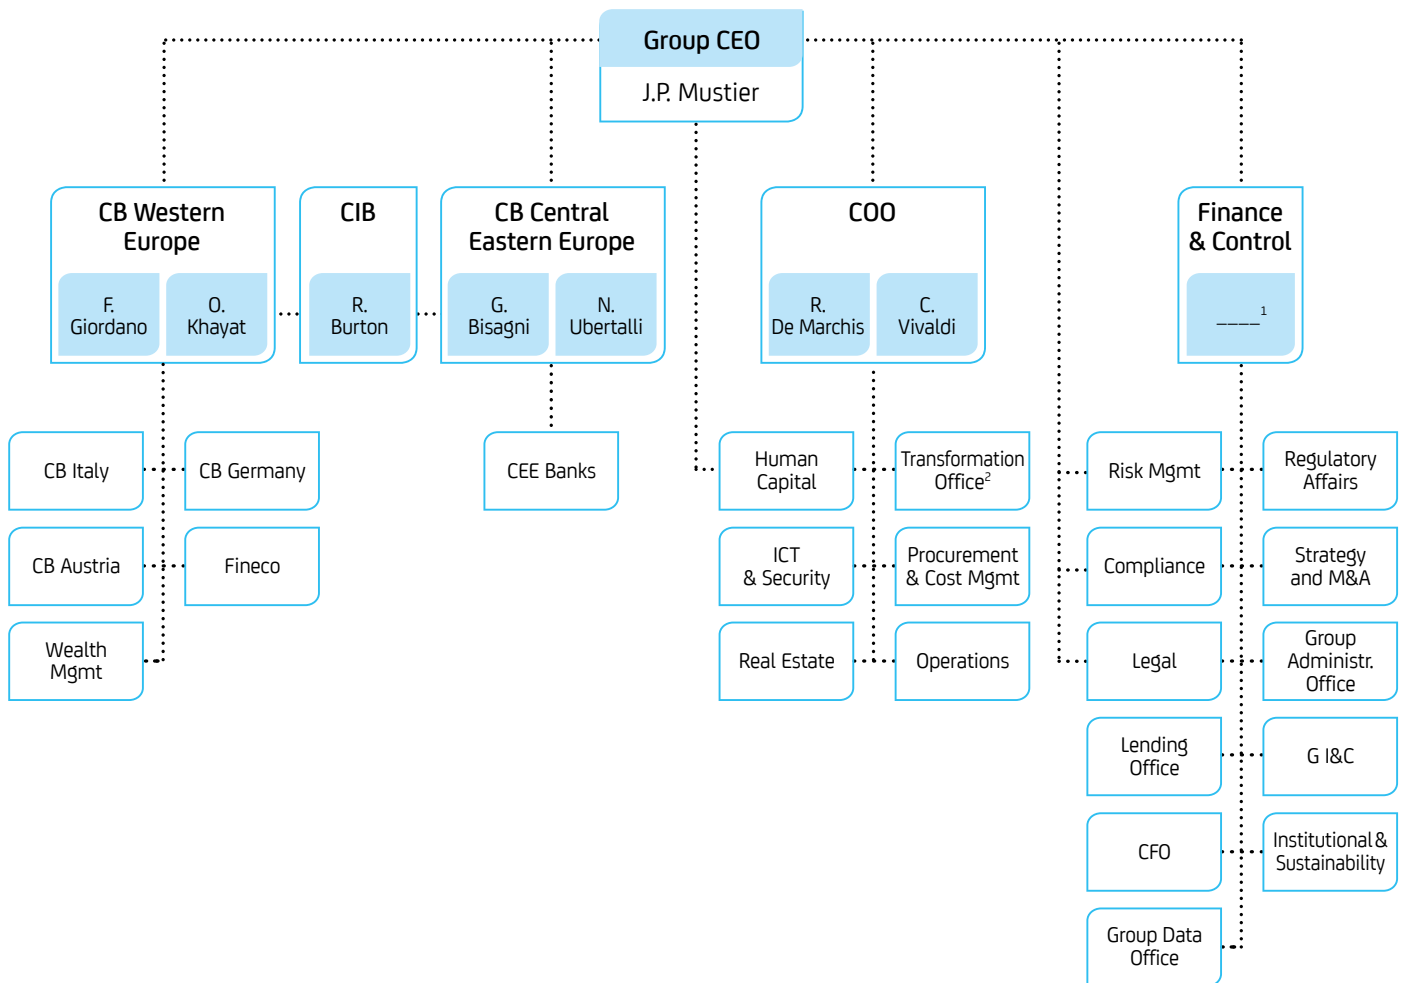 Group CEO
J.P. Mustier
CB Western
Europe
F.
Giordano
O.
Khayat
CIB
R.
Burton
CB Central
Eastern Europe
G.
Bisagni
N.
Ubertalli
COO
R.
De Marchis
C.
Vivaldi
Finance
& Control
____1
CB Italy
CB Germany
CB Austria
Fineco
Wealth
Mgmt
CEE Banks
Human
Capital
Transformation
Office2
ICT
& Security
Procurement
& Cost Mgmt
Real Estate
Operations
Risk Mgmt
Regulatory
Affairs
Compliance
Strategy
and M&A
Legal
Group
Administr.
Office
Lending
Office
G I&C
CFO
Institutional &
Sustainability
Group Data
Office